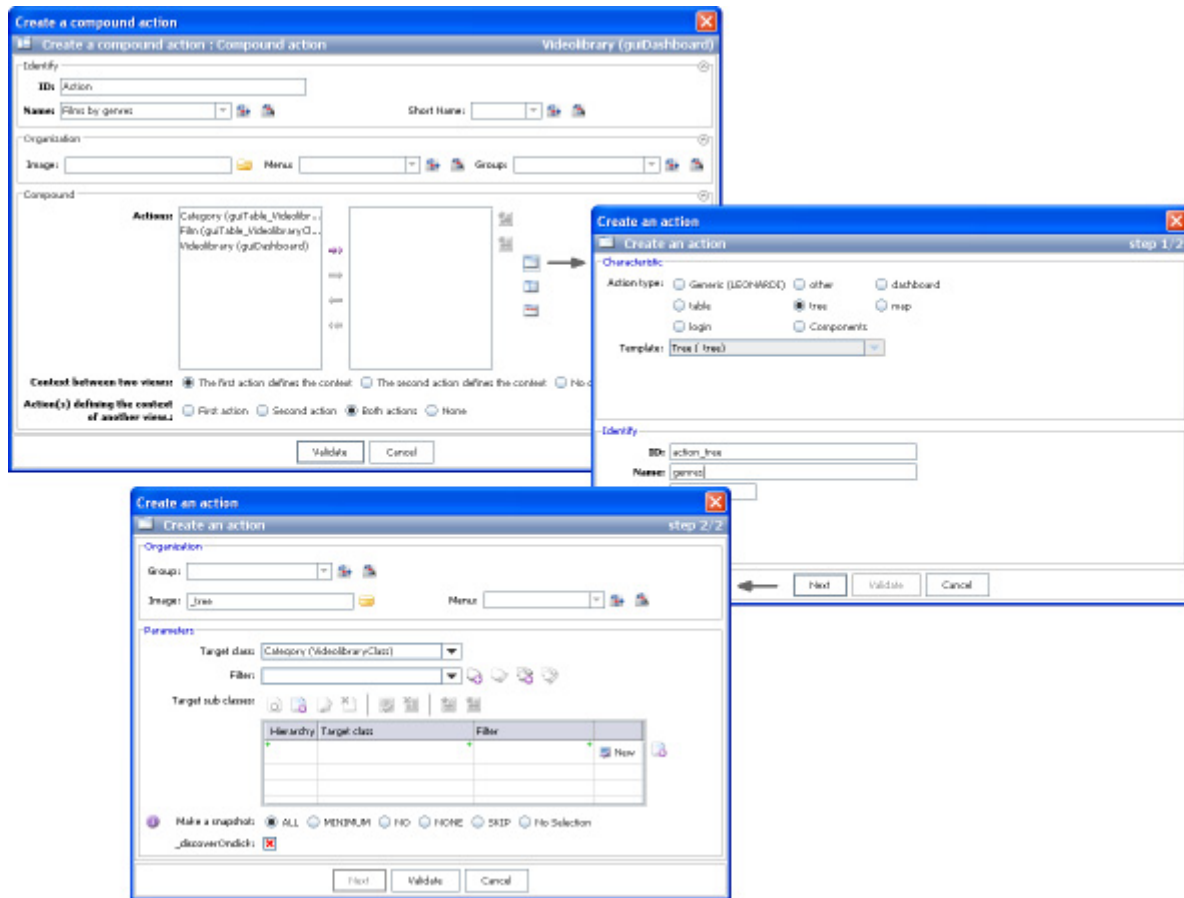 Create a compound action
Create a compound action : Compound action Videolibrary (guiDashboard)
Identify
ID: Action
Name: Films by genres Short Name:
Organization
Image: Menu: Group:
Compound
Actions: Category (guiTable_Videolibr...
Film (guiTable_VideolibraryCl...
Videolibrary (guiDashboard)
Context between two views: The first action defines the context The second action defines the context No c
Action(s) defining the context
of another view.: First action Second action Both actions None
Validate Cancel
Create an action
Create an action step 1/2
Characteristic
Action type: Generic (LEONARDI) other dashboard
table tree map
login Components
Template: Tree (_tree)
Identify
ID: action_tree
Name: genres
Next Validate Cancel
Create an action
Create an action step 2/2
Organization
Group:
Image: _tree Menu:
Parameters
Target class: Category (VideolibraryClass)
Filter:
Target sub classes:
Hierarchy Target class Filter
New
Make a snapshot: ALL MINIMUM NO NONE SKIP No Selection
_discoverOnclick:
Next Validate Cancel